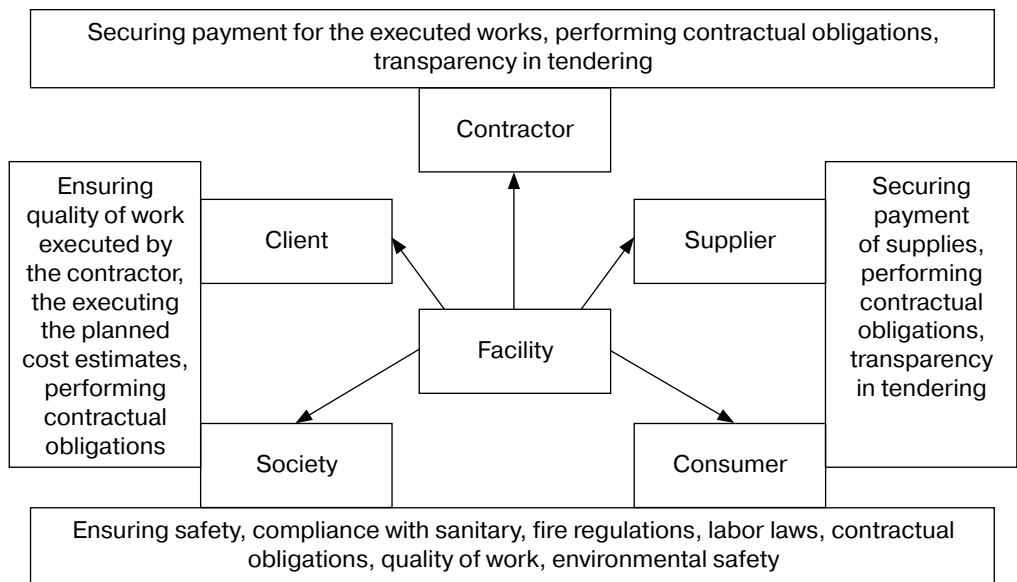 Securing payment for the executed works, performing contractual obligations,
transparency in tendering
Contractor
Ensuring
quality of work
executed by
the contractor,
the executing
the planned
cost estimates,
performing
contractual
obligations
Client
Supplier
Securing
payment
of supplies,
performing
contractual
obligations,
transparency
in tendering
Facility
Society
Consumer
Ensuring safety, compliance with sanitary, fire regulations, labor laws, contractual
obligations, quality of work, environmental safety